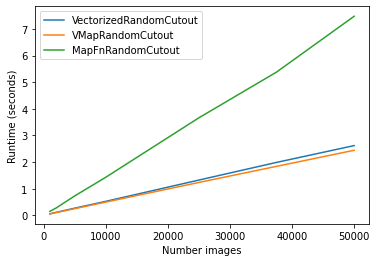 VectorizedRandomCutout
VMapRandomCutout
MapFnRandomCutout
7
6
5
4
3
2
1
0
Runtime (seconds)
0 10000 20000 30000 40000 50000
Number images